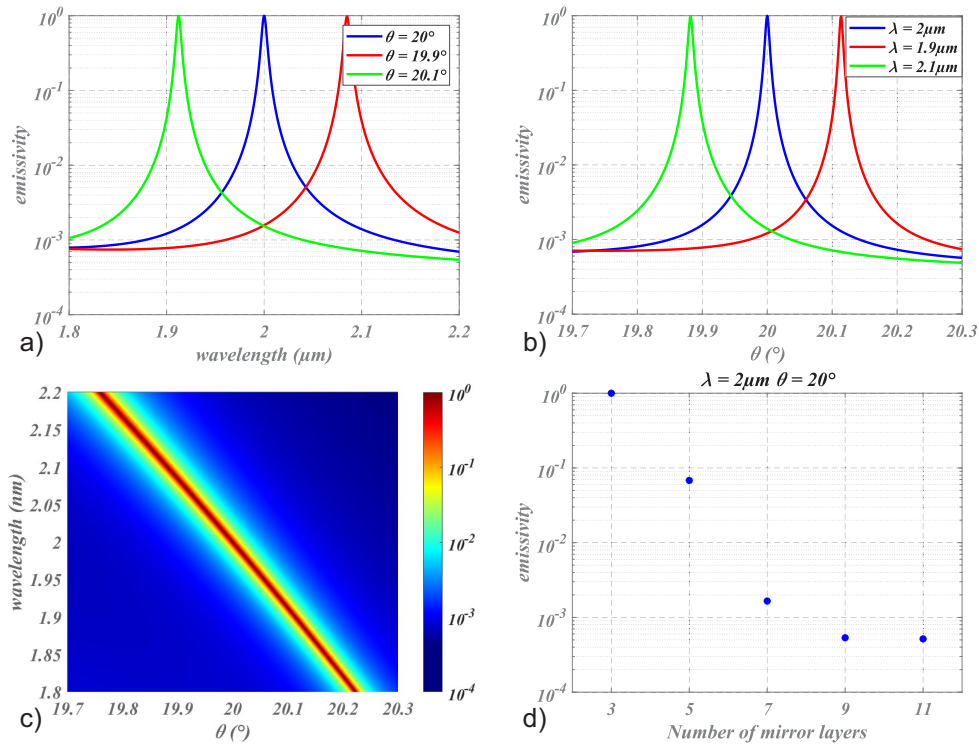 10^0
10^-1
10^-2
10^-3
10^-4
emissivity
θ = 20°
θ = 19.9°
θ = 20.1°
1.8
1.9
2
2.1
2.2
wavelength (μm)
a)
10^0
10^-1
10^-2
10^-3
10^-4
emissivity
λ = 2μm
λ = 1.9μm
λ = 2.1μm
19.7
19.8
19.9
20
20.1
20.2
20.3
θ (°)
b)
2.2
2.15
2.1
2.05
2
1.95
1.9
1.85
1.8
wavelength (nm)
19.7
19.8
19.9
20
20.1
20.2
20.3
θ (°)
10^0
10^-1
10^-2
10^-3
10^-4
c)
λ = 2μm θ = 20°
10^0
10^-1
10^-2
10^-3
10^-4
emissivity
3
5
7
9
11
Number of mirror layers
d)